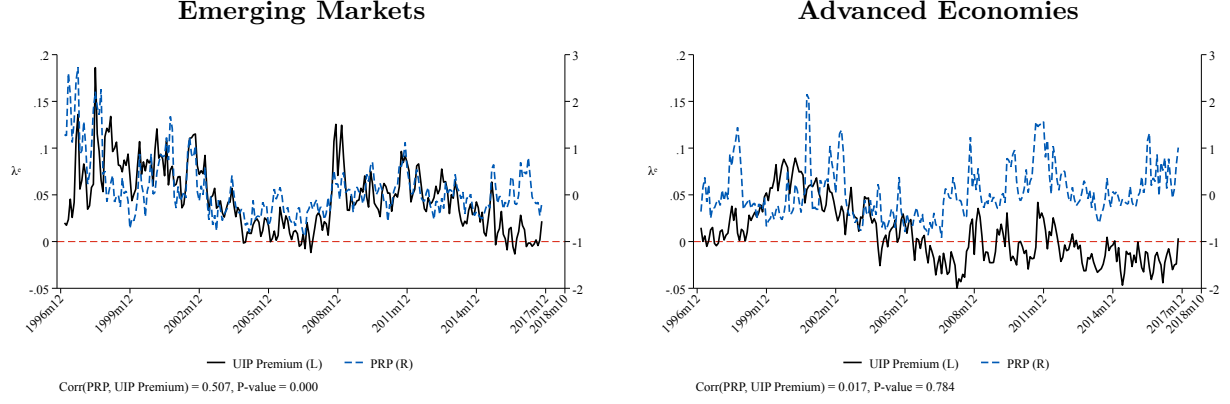 Emerging Markets
.2
.15
.1
.05
0
-.05
λᵉ
3
2
1
0
-1
-2
1996m12
1999m12
2002m12
2005m12
2008m12
2011m12
2014m12
2017m12
2018m10
UIP Premium (L)
PRP (R)
Corr(PRP, UIP Premium) = 0.507, P-value = 0.000
Advanced Economies
.2
.15
.1
.05
0
-.05
λᵉ
3
2
1
0
-1
-2
1996m12
1999m12
2002m12
2005m12
2008m12
2011m12
2014m12
2017m12
2018m10
UIP Premium (L)
PRP (R)
Corr(PRP, UIP Premium) = 0.017, P-value = 0.784